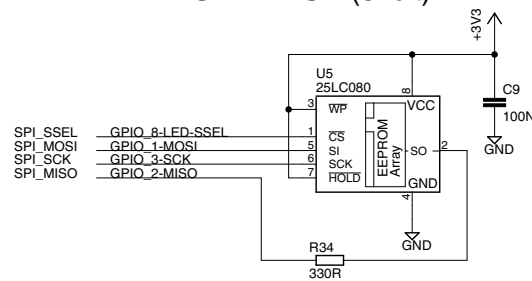 +3V3
U5
25LC080
C9
100N
GND
8
VCC
3 WP
SPI_SSEL GPIO_8-LED-SSEL 1 CS
SPI_MOSI GPIO_1-MOSI 5 SI
SPI_SCK GPIO_3-SCK 6 SCK
SPI_MISO GPIO_2-MISO 7 HOLD
EEPROM
Array
SO 2
GND
4
GND
R34
330R